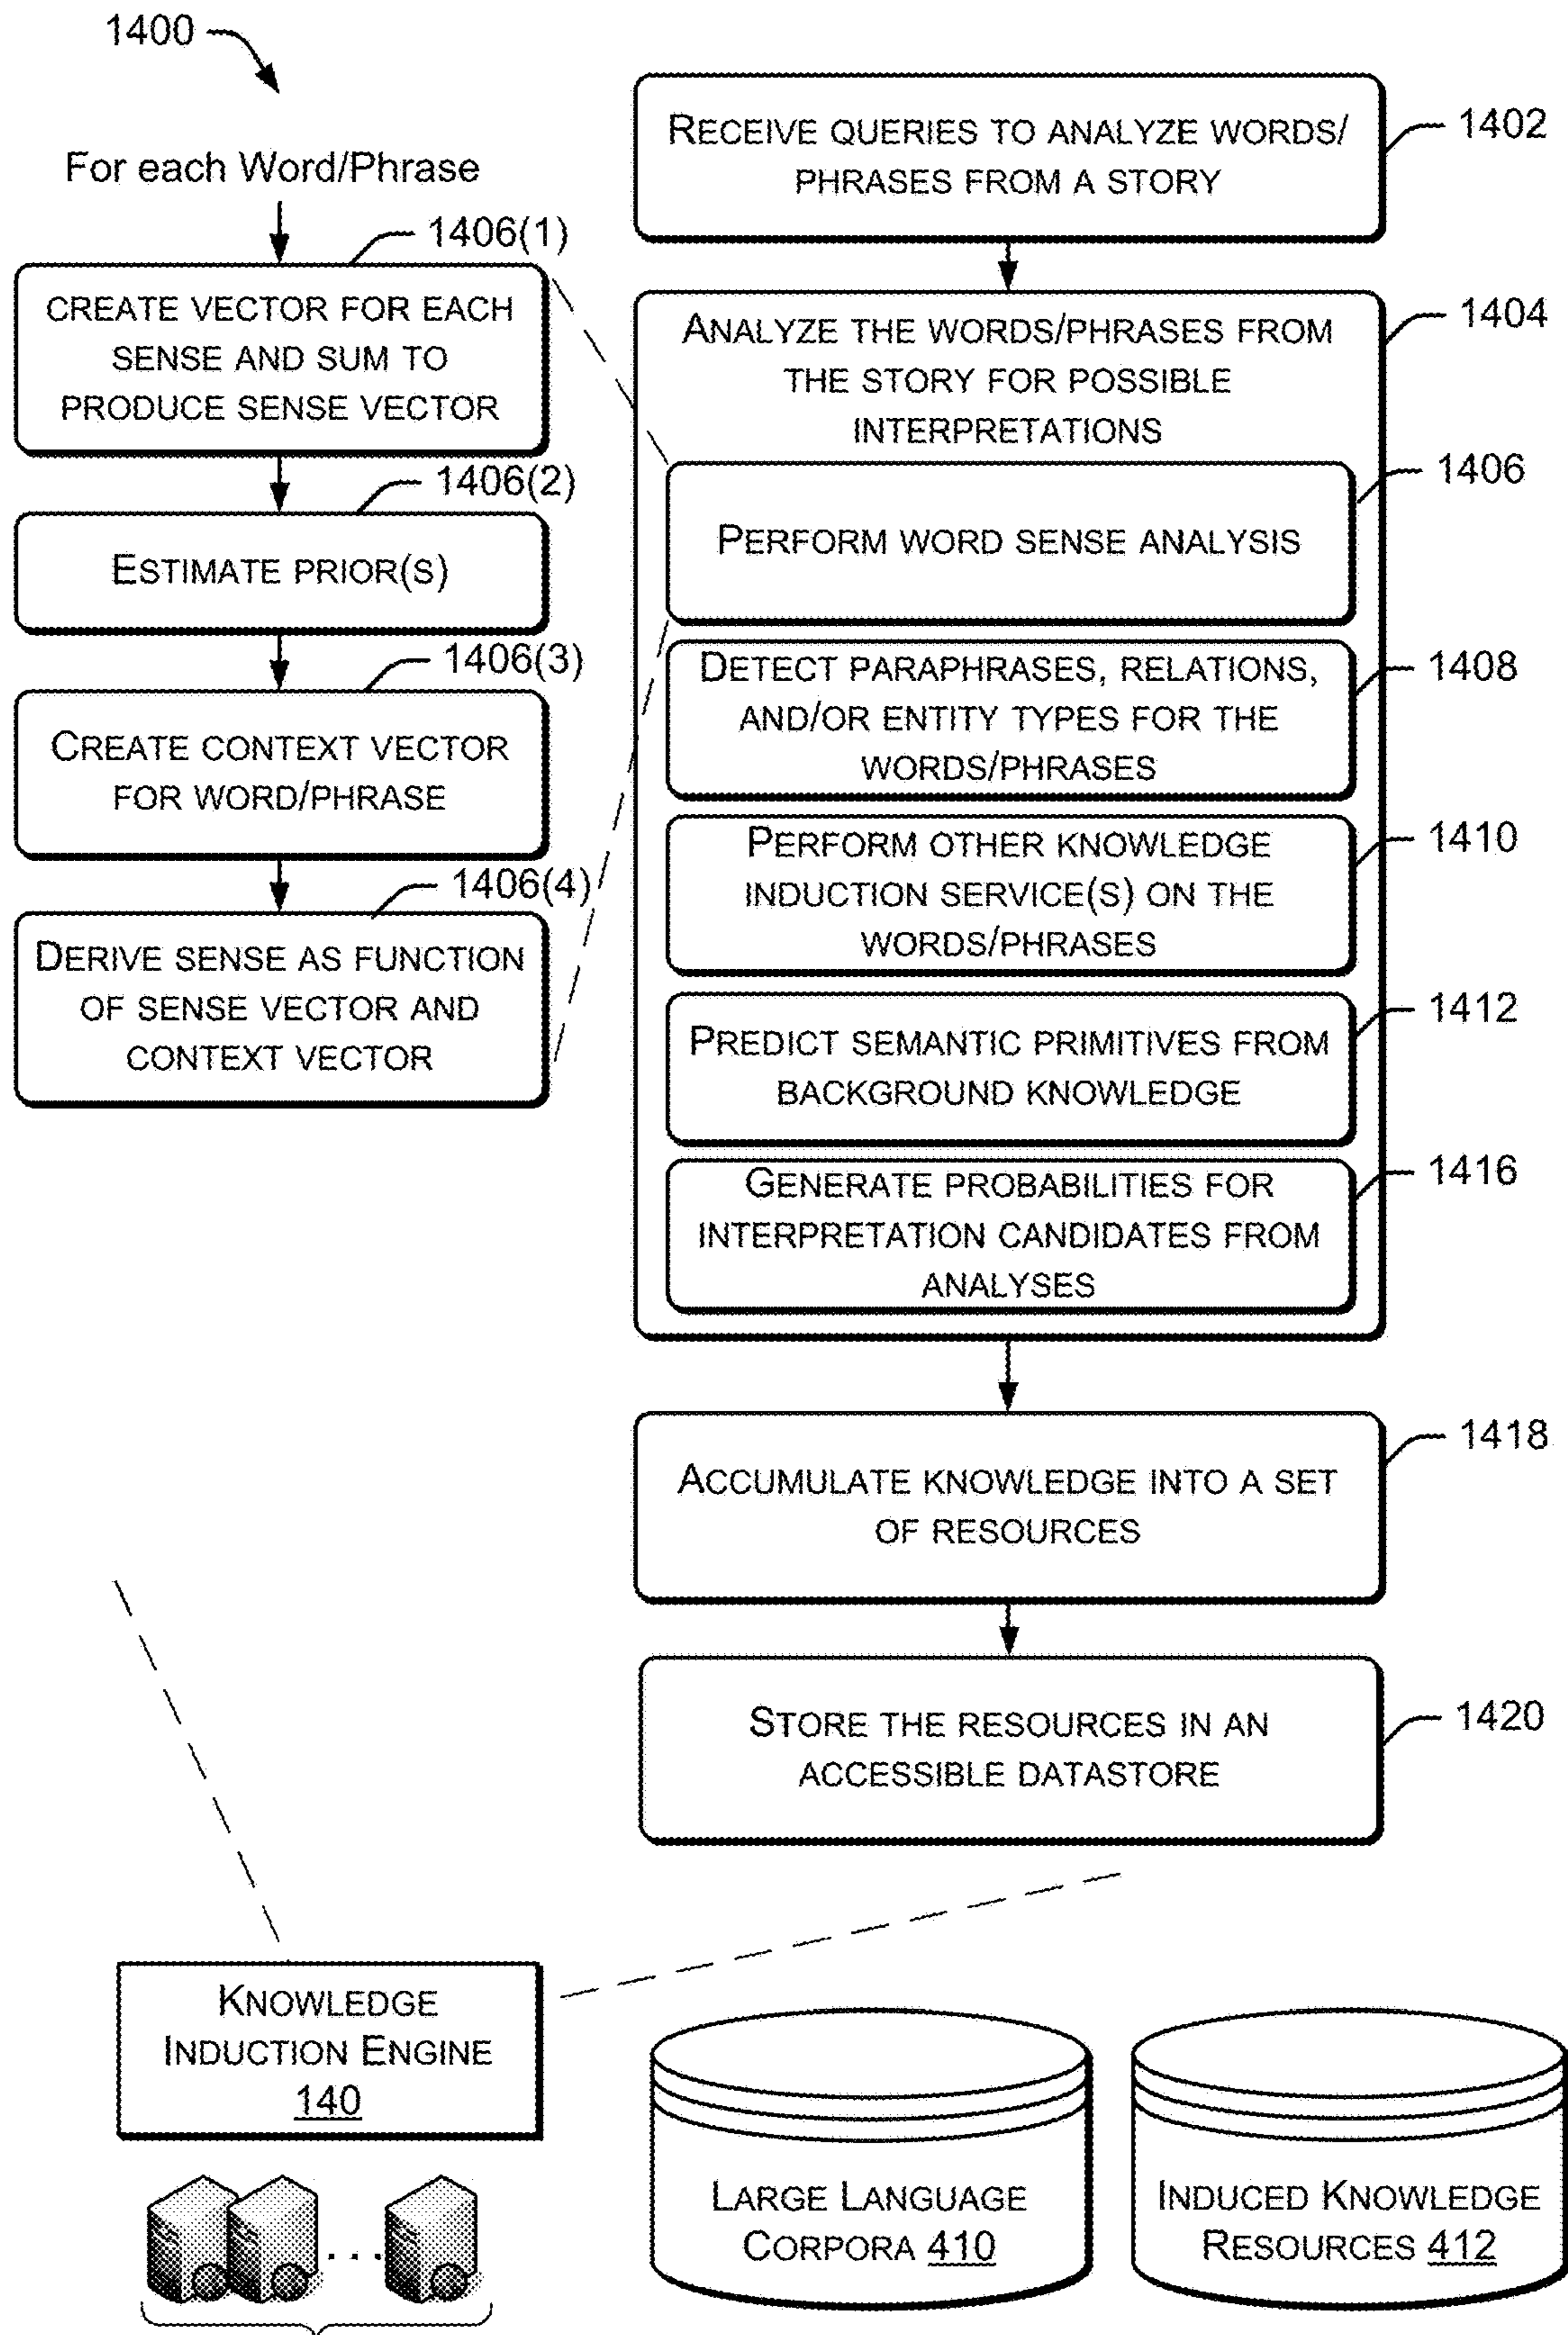 1400
For each Word/Phrase
1406(1)
CREATE VECTOR FOR EACH
SENSE AND SUM TO
PRODUCE SENSE VECTOR
1406(2)
ESTIMATE PRIOR(S)
1406(3)
CREATE CONTEXT VECTOR
FOR WORD/PHRASE
1406(4)
DERIVE SENSE AS FUNCTION
OF SENSE VECTOR AND
CONTEXT VECTOR
RECEIVE QUERIES TO ANALYZE WORDS/
PHRASES FROM A STORY
1402
ANALYZE THE WORDS/PHRASES FROM
THE STORY FOR POSSIBLE
INTERPRETATIONS
1404
PERFORM WORD SENSE ANALYSIS
1406
DETECT PARAPHRASES, RELATIONS,
AND/OR ENTITY TYPES FOR THE
WORDS/PHRASES
1408
PERFORM OTHER KNOWLEDGE
INDUCTION SERVICE(S) ON THE
WORDS/PHRASES
1410
PREDICT SEMANTIC PRIMITIVES FROM
BACKGROUND KNOWLEDGE
1412
GENERATE PROBABILITIES FOR
INTERPRETATION CANDIDATES FROM
ANALYSES
1416
ACCUMULATE KNOWLEDGE INTO A SET
OF RESOURCES
1418
STORE THE RESOURCES IN AN
ACCESSIBLE DATASTORE
1420
KNOWLEDGE
INDUCTION ENGINE
140
...
LARGE LANGUAGE
CORPORA 410
INDUCED KNOWLEDGE
RESOURCES 412